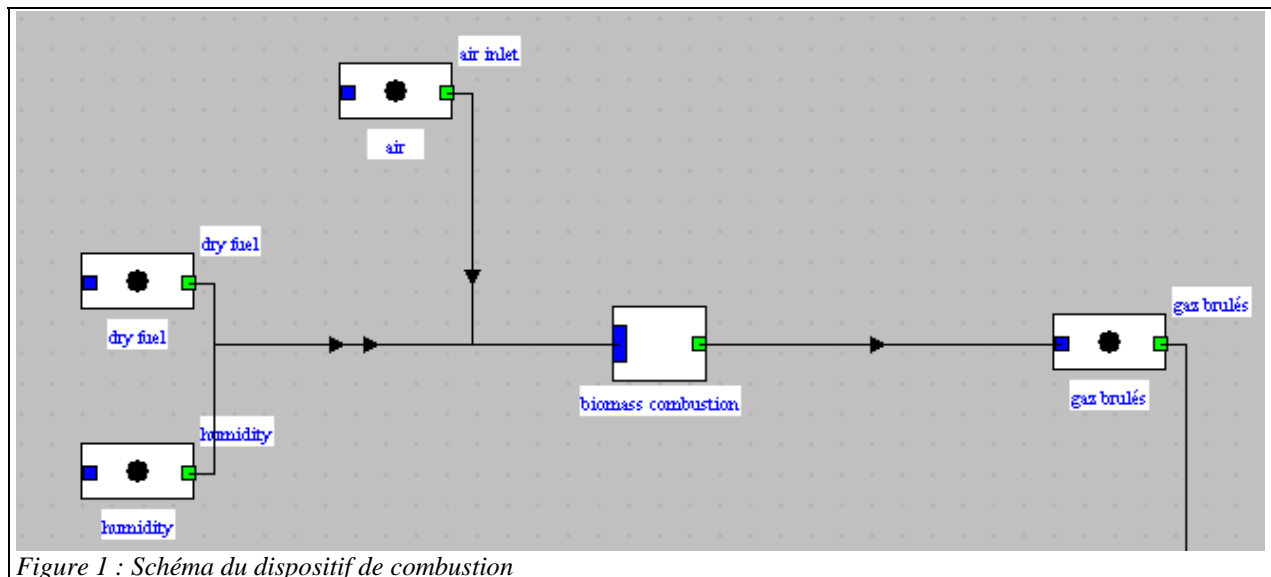 air inlet
air
dry fuel
dry fuel
humidity
humidity
biomass combustion
gaz brulés
gaz brulés
Figure 1 : Schéma du dispositif de combustion